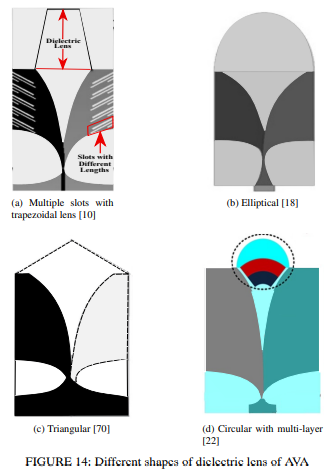 Dielectric
Lens
Slots with
Different
Lengths
(a) Multiple slots with
trapezoidal lens [10]
(b) Elliptical [18]
(c) Triangular [70]
(d) Circular with multi-layer
[22]
FIGURE 14: Different shapes of dielectric lens of AVA